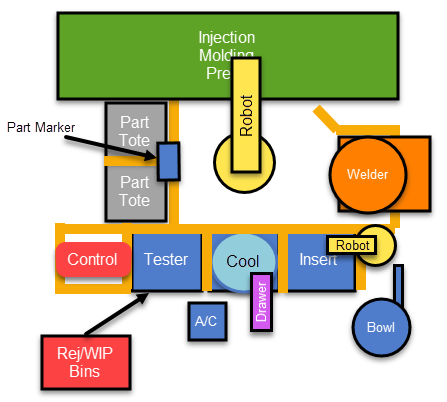 Injection
Molding
Pre
Robot
Part
Tote
Part Marker
Part
Tote
Welder
Control
Tester
Cool
Insert
Robot
Drawer
A/C
Bowl
Rej/WIP
Bins